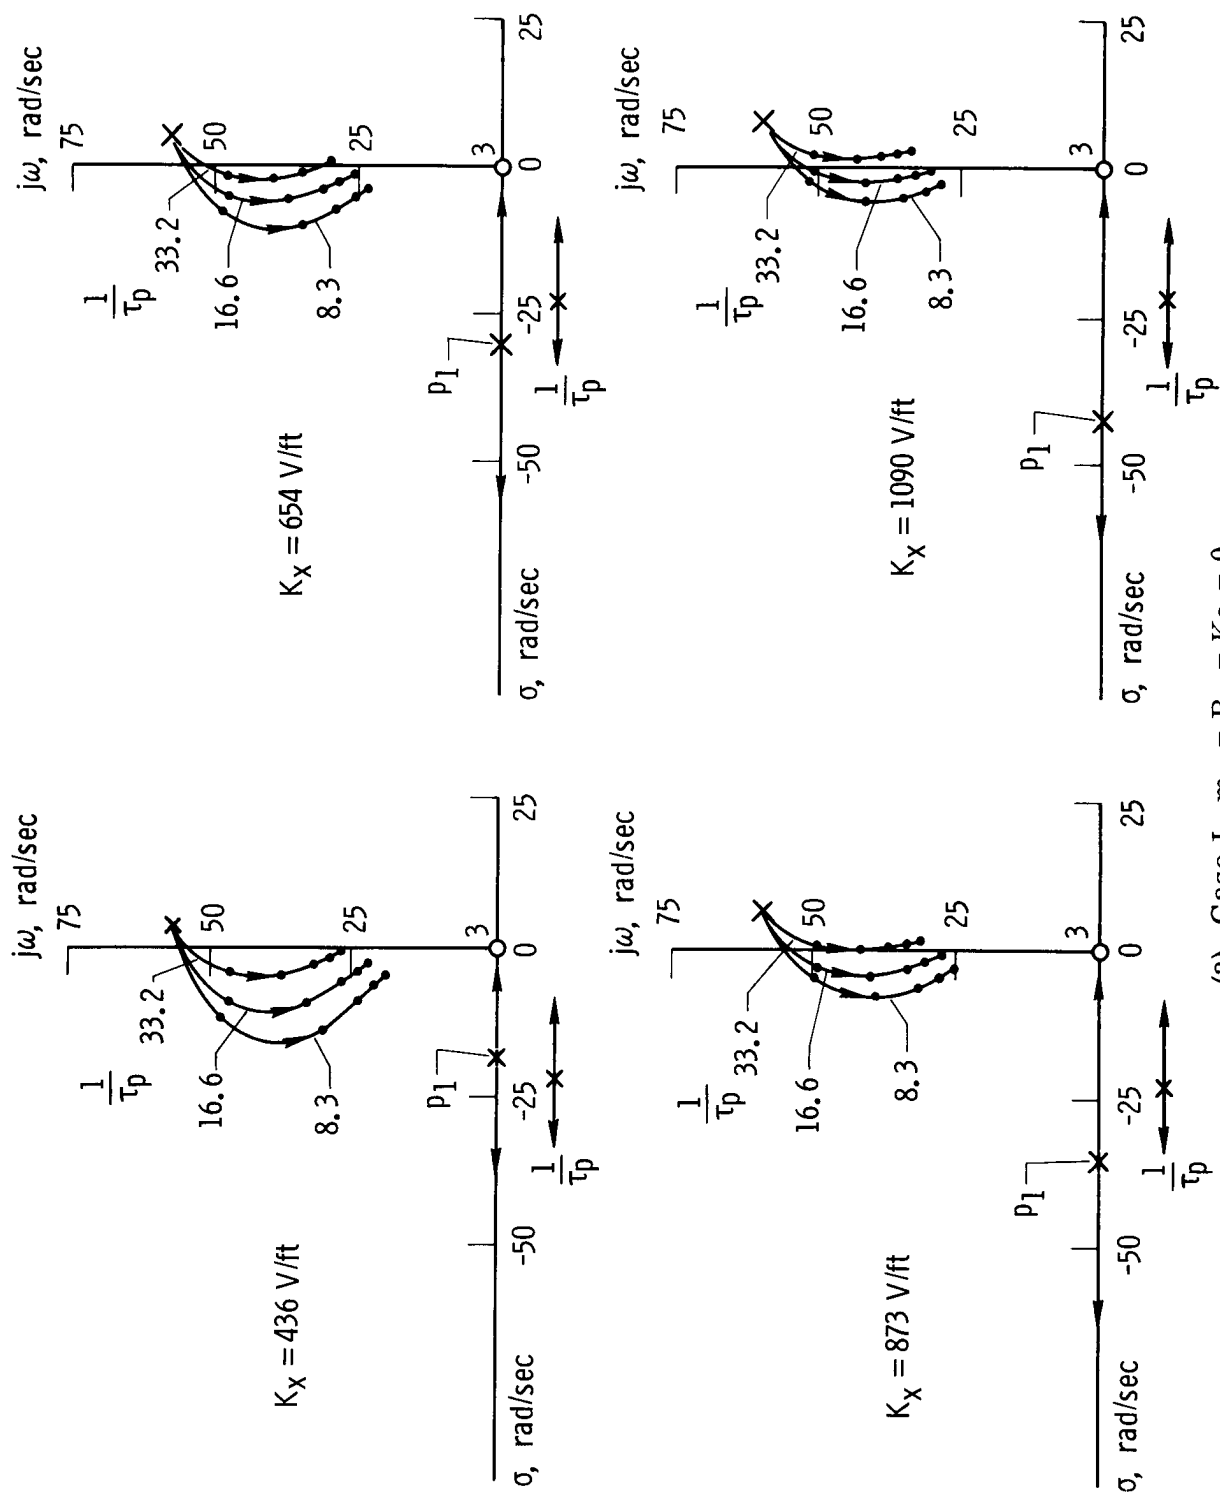 jω, rad/sec
75
1/τp
33.2
50
16.6
8.3
25
K_X = 436 V/ft
p1
3
σ, rad/sec
-50
-25
0
25
1/τp
jω, rad/sec
75
1/τp
33.2
50
16.6
8.3
25
K_X = 654 V/ft
p1
3
σ, rad/sec
-50
-25
0
25
1/τp
jω, rad/sec
75
1/τp
33.2
50
16.6
8.3
25
K_X = 873 V/ft
p1
3
σ, rad/sec
-50
-25
0
25
1/τp
jω, rad/sec
75
1/τp
33.2
50
16.6
8.3
25
K_X = 1090 V/ft
p1
3
σ, rad/sec
-50
-25
0
25
1/τp
Case I